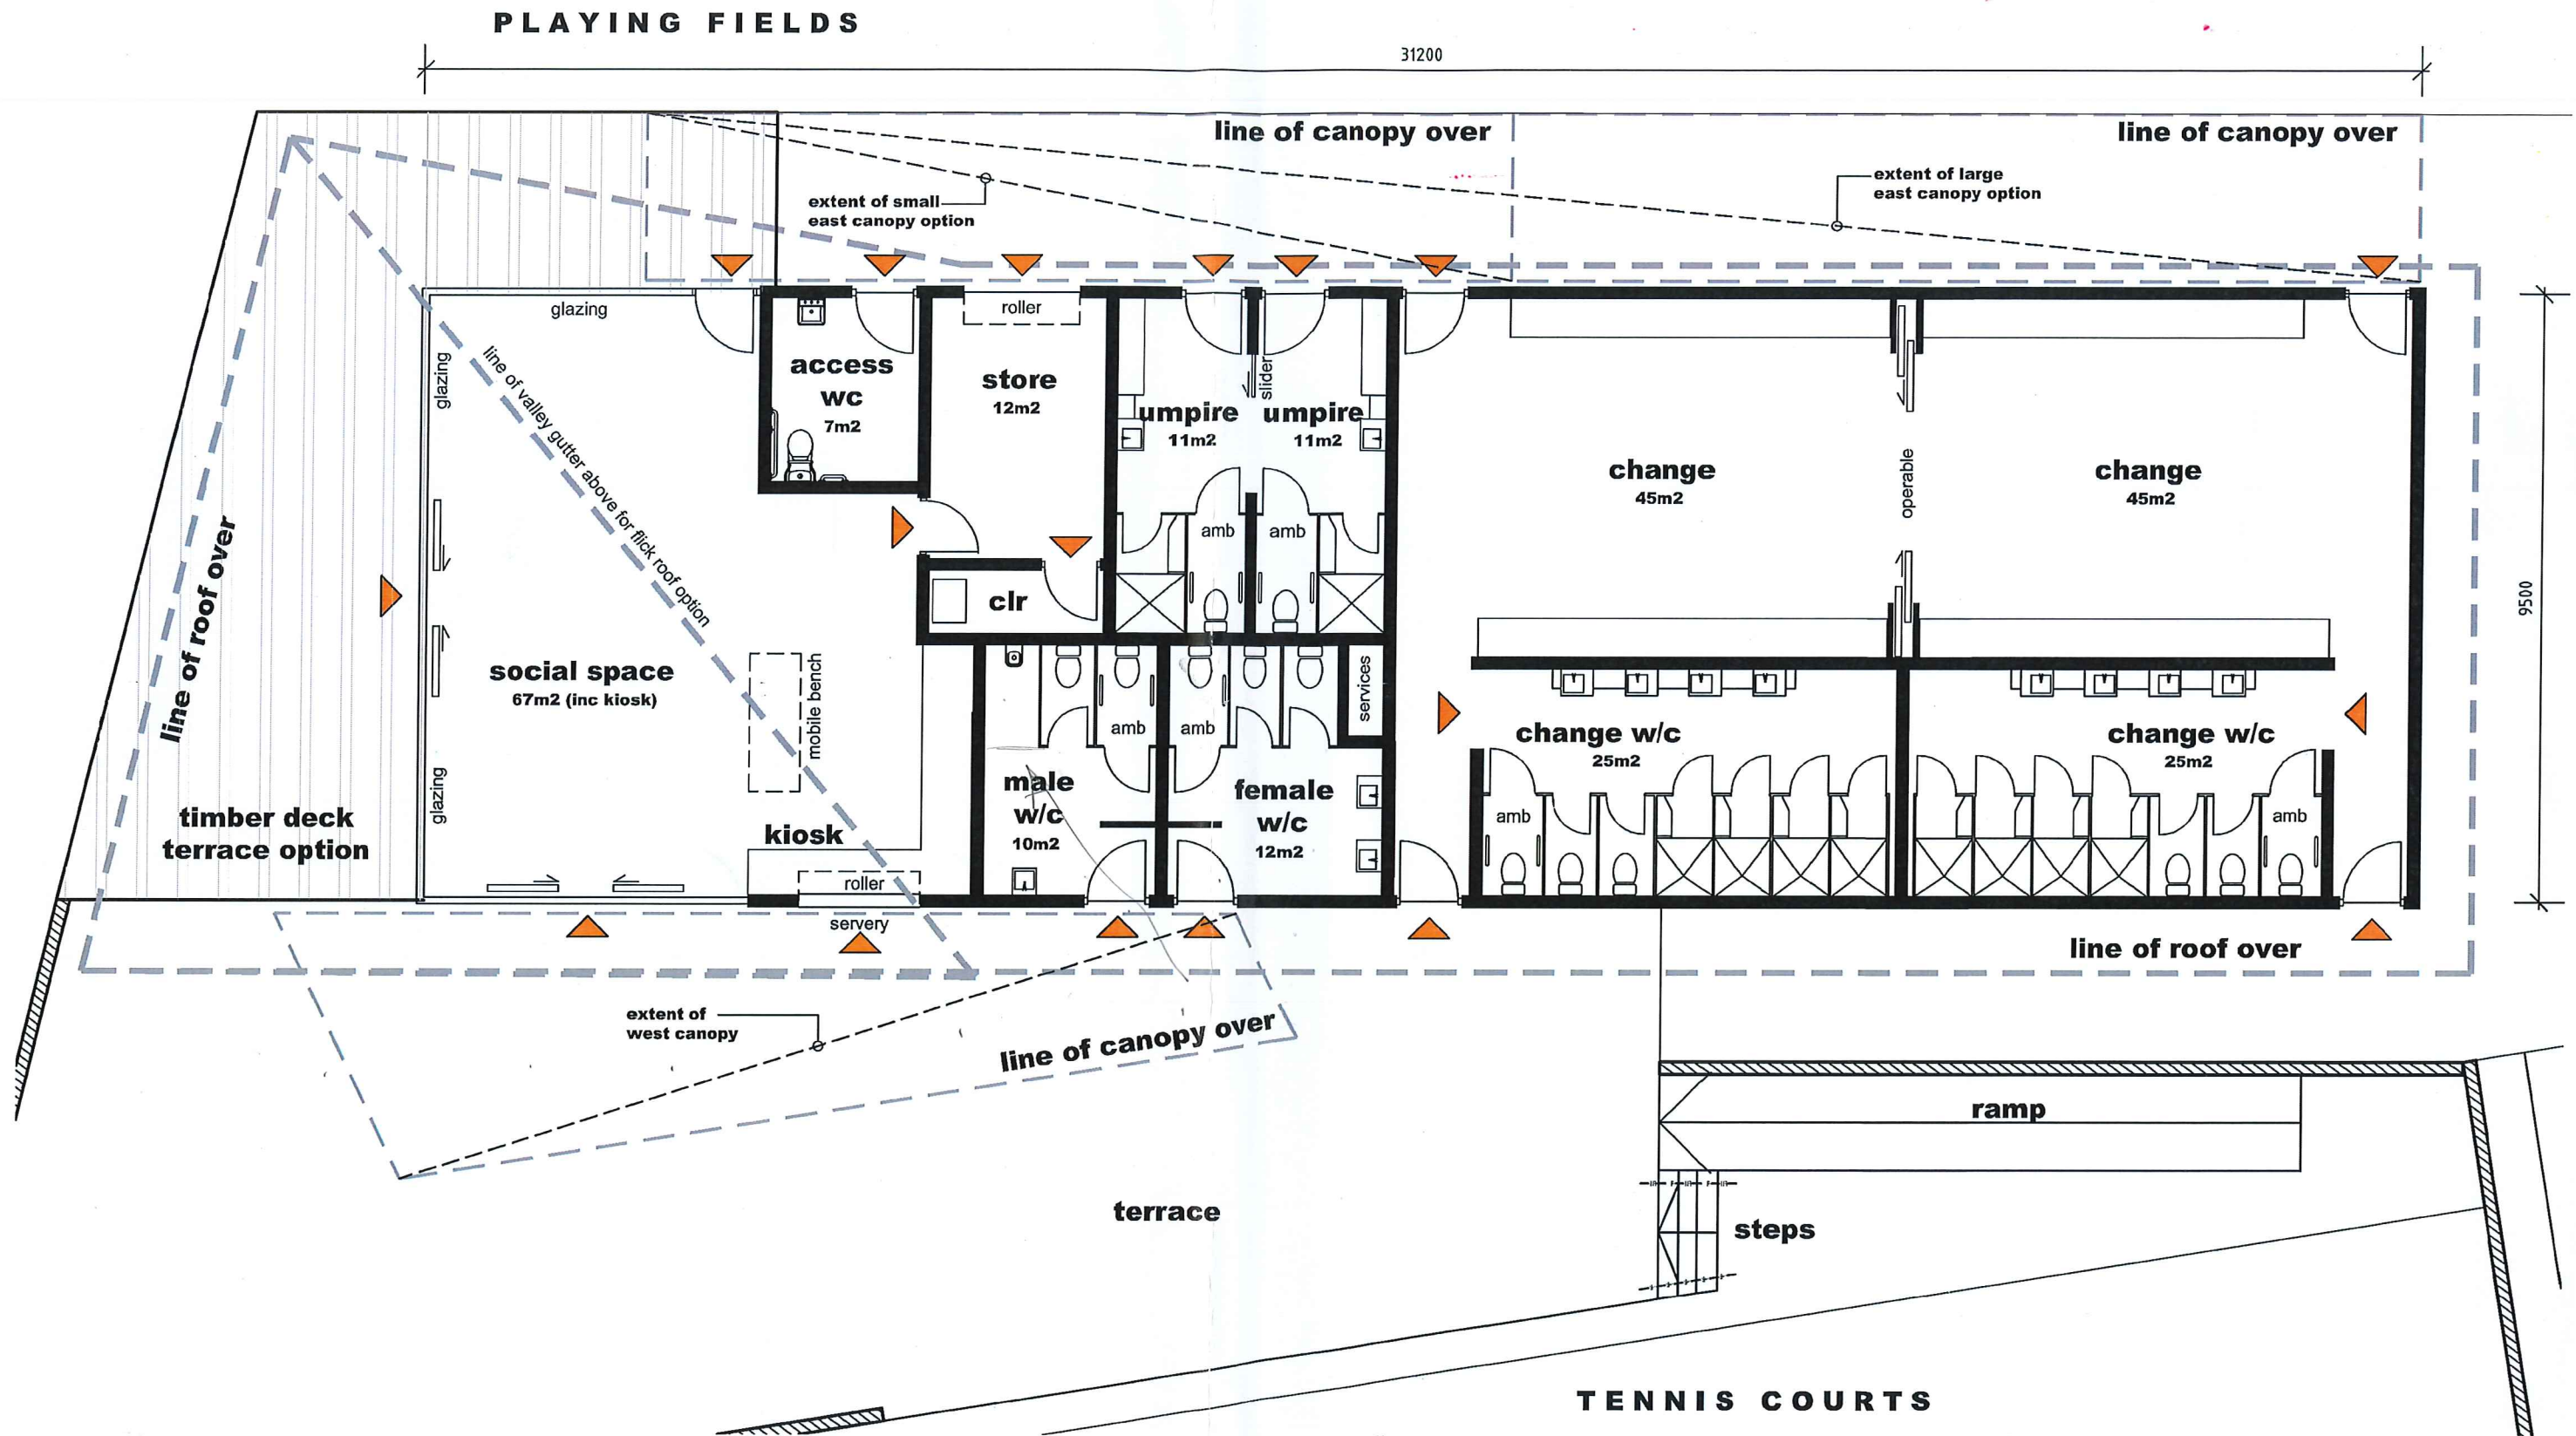 PLAYING FIELDS
31200
line of canopy over
line of canopy over
extent of small
east canopy option
extent of large
east canopy option
glazing
glazing
line of valley gutter above for flick roof option
access
wc
7m2
roller
store
12m2
slider
umpire
11m2
umpire
11m2
change
45m2
operable
change
45m2
amb
amb
clr
9500
line of roof over
social space
67m2 (inc kiosk)
mobile bench
services
amb
amb
change w/c
25m2
change w/c
25m2
glazing
timber deck
terrace option
kiosk
male
w/c
10m2
female
w/c
12m2
amb
amb
roller
servery
line of roof over
extent of
west canopy
line of canopy over
ramp
terrace
steps
TENNIS COURTS